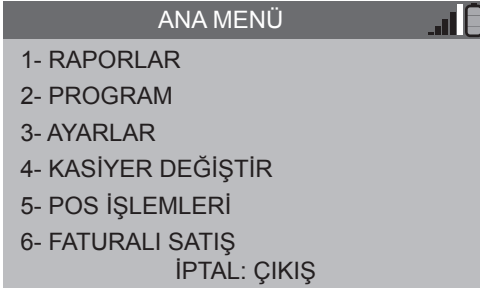 ANA MENÜ
1- RAPORLAR
2- PROGRAM
3- AYARLAR
4- KASİYER DEĞİŞTİR
5- POS İŞLEMLERİ
6- FATURALI SATIŞ
İPTAL: ÇIKIŞ